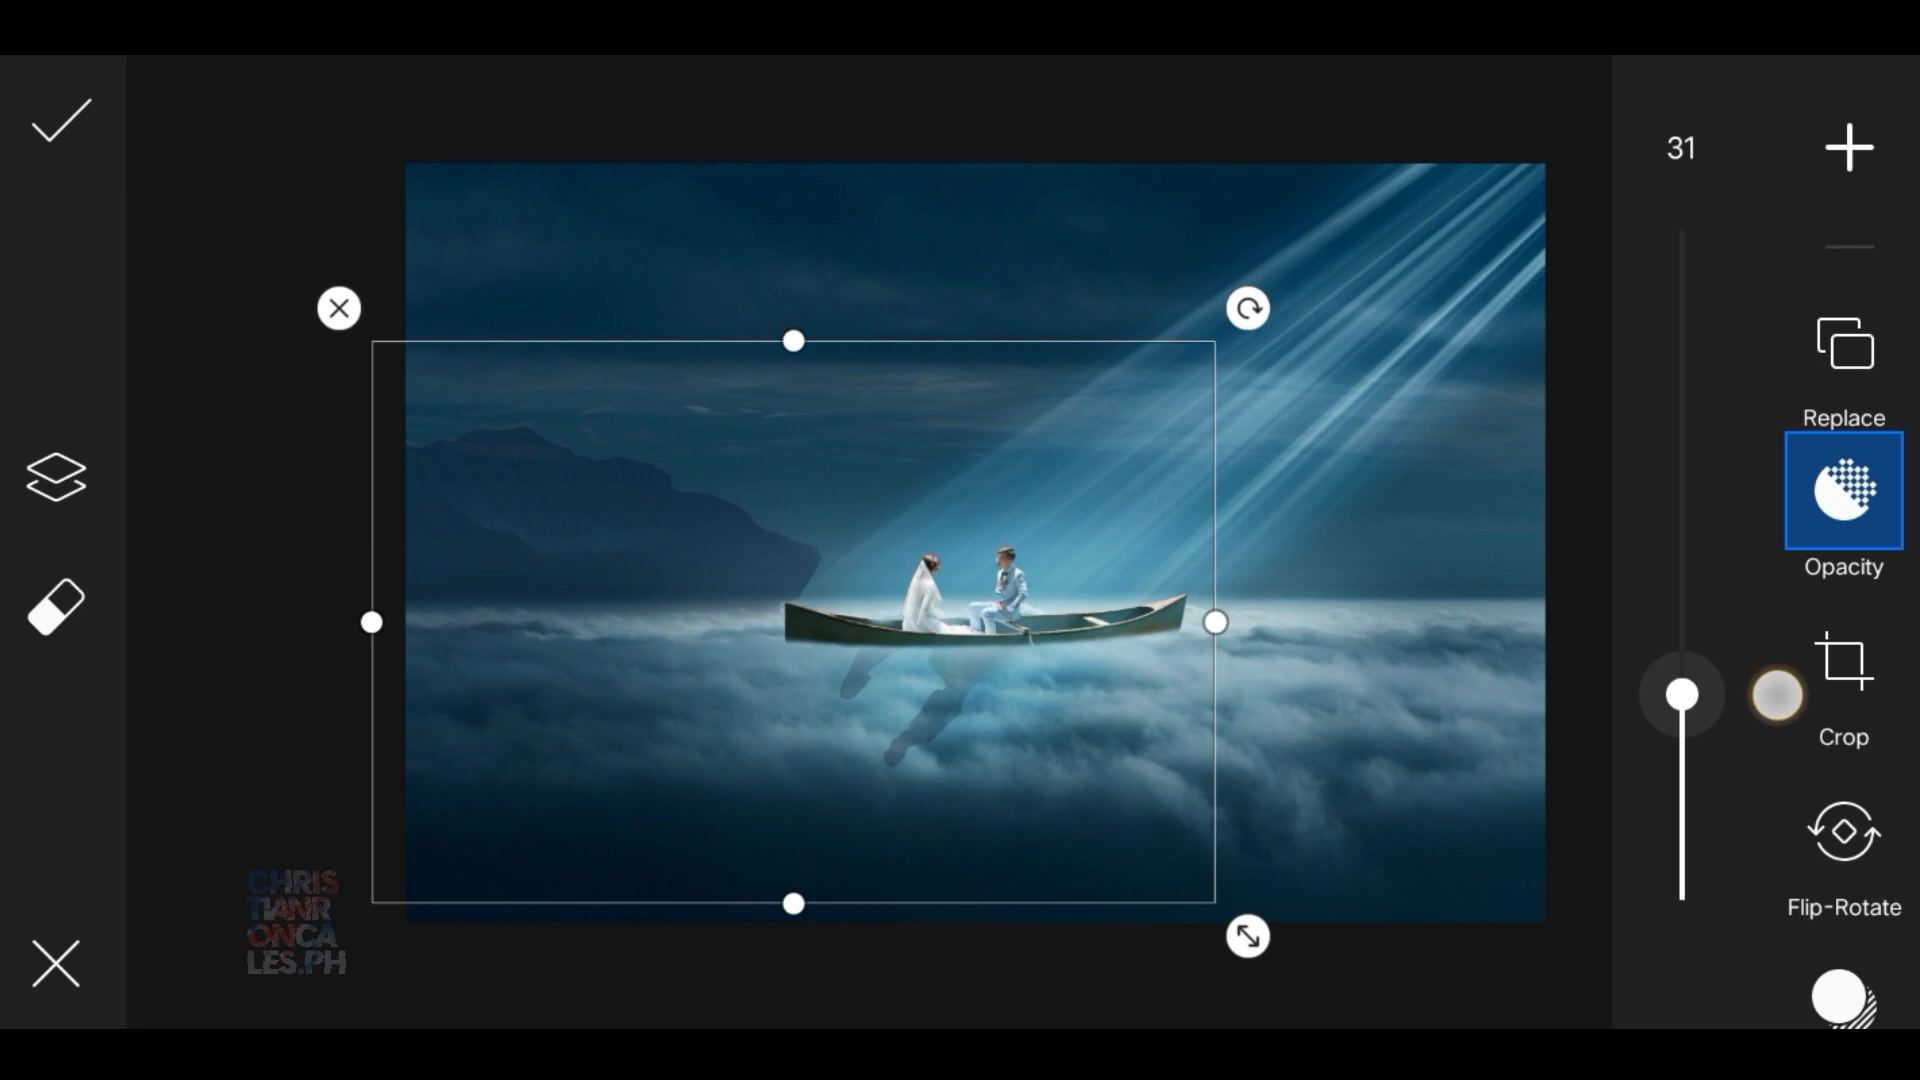 31
Replace
Opacity
Crop
Flip-Rotate
CHRIS
TIANR
ONCA
LES.PH